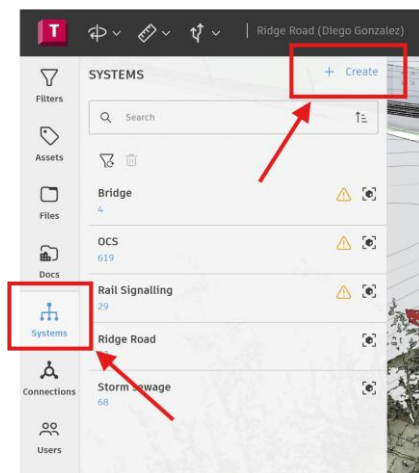 T
Ridge Road (Diego Gonzalez)
SYSTEMS
+ Create
Filters
Search
Assets
Bridge
4
Files
OCS
619
Docs
Rail Signalling
29
Systems
Ridge Road
Connections
Storm sewage
68
Users